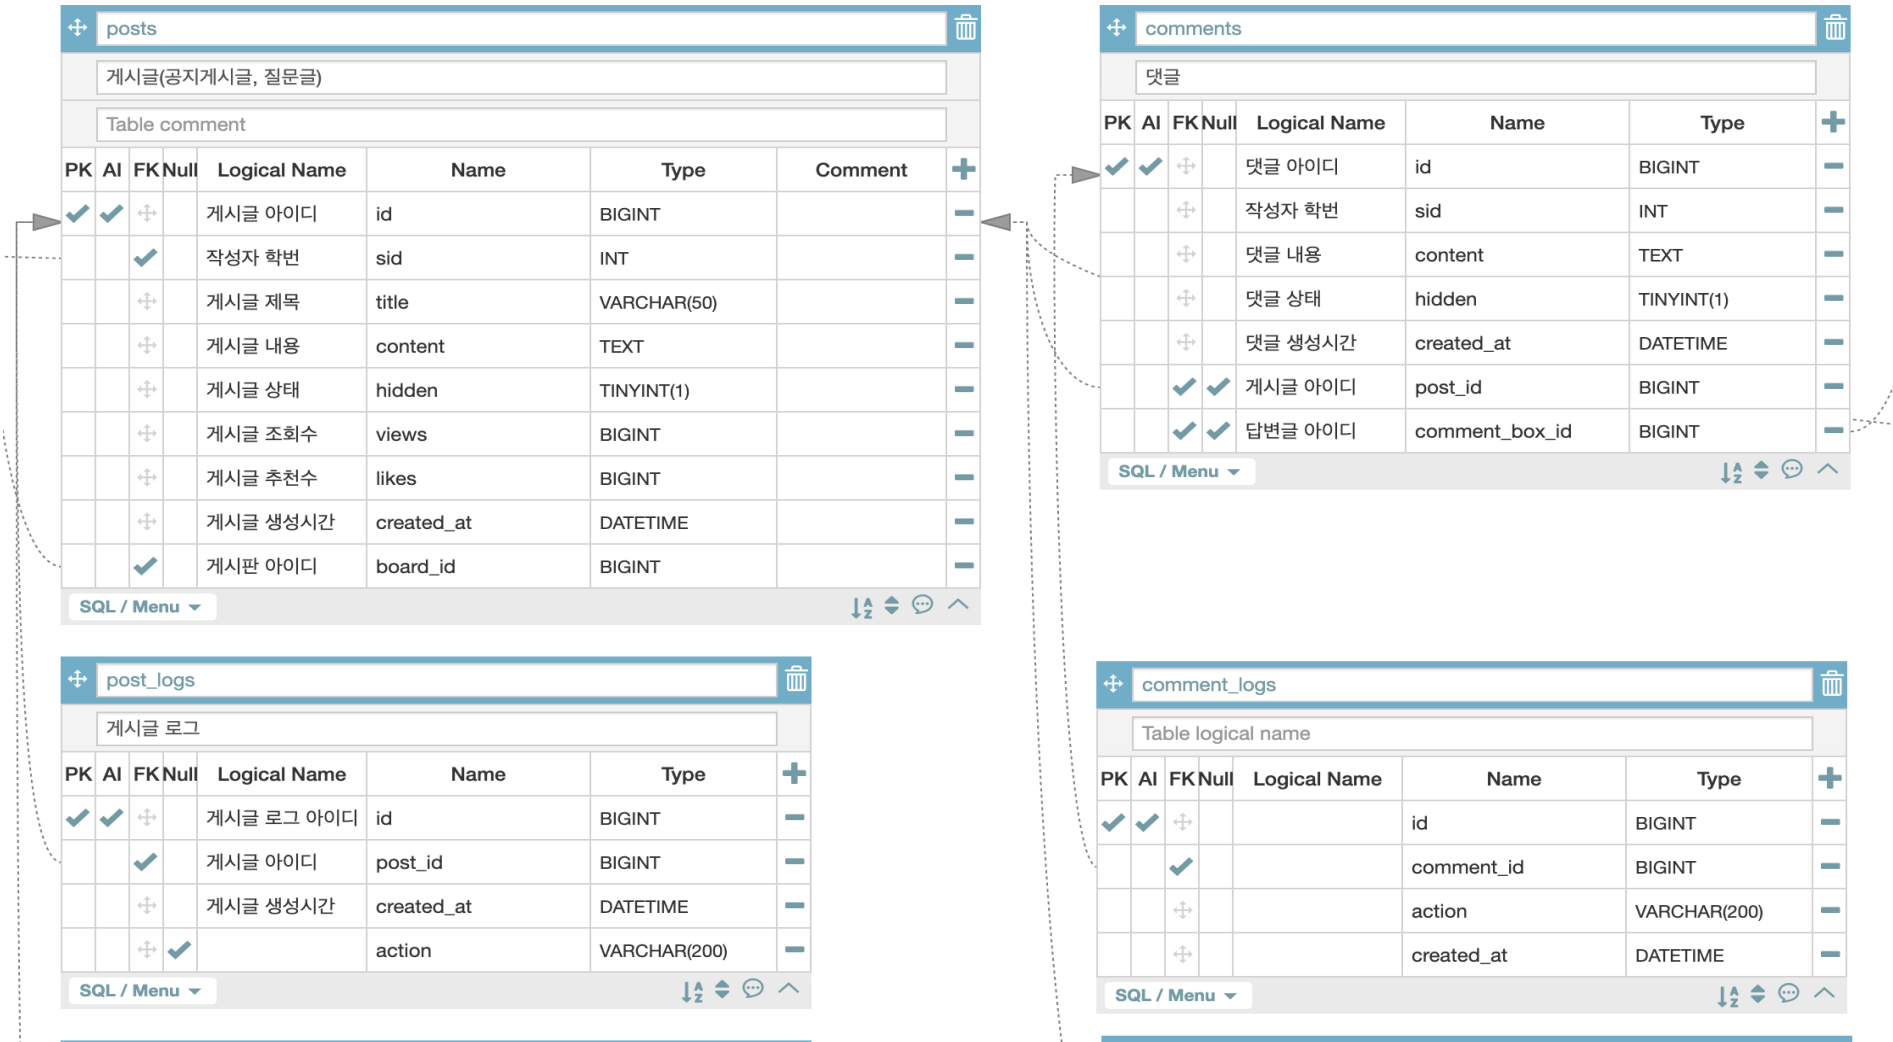 posts
게시글(공지게시글, 질문글)
Table comment
PK AI FK Null Logical Name Name Type Comment
게시글 아이디 id BIGINT
작성자 학번 sid INT
게시글 제목 title VARCHAR(50)
게시글 내용 content TEXT
게시글 상태 hidden TINYINT(1)
게시글 조회수 views BIGINT
게시글 추천수 likes BIGINT
게시글 생성시간 created_at DATETIME
게시판 아이디 board_id BIGINT
SQL / Menu
comments
댓글
PK AI FK Null Logical Name Name Type
댓글 아이디 id BIGINT
작성자 학번 sid INT
댓글 내용 content TEXT
댓글 상태 hidden TINYINT(1)
댓글 생성시간 created_at DATETIME
게시글 아이디 post_id BIGINT
답변글 아이디 comment_box_id BIGINT
SQL / Menu
post_logs
게시글 로그
PK AI FK Null Logical Name Name Type
게시글 로그 아이디 id BIGINT
게시글 아이디 post_id BIGINT
게시글 생성시간 created_at DATETIME
action VARCHAR(200)
SQL / Menu
comment_logs
Table logical name
PK AI FK Null Logical Name Name Type
id BIGINT
comment_id BIGINT
action VARCHAR(200)
created_at DATETIME
SQL / Menu